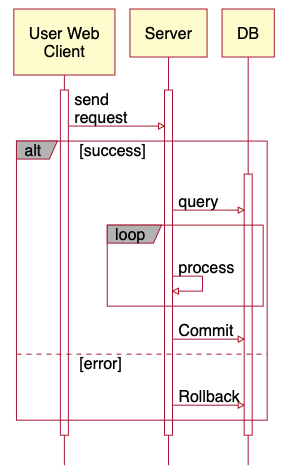 User Web
Client
Server
DB
send
request
alt
[success]
query
loop
process
Commit
[error]
Rollback